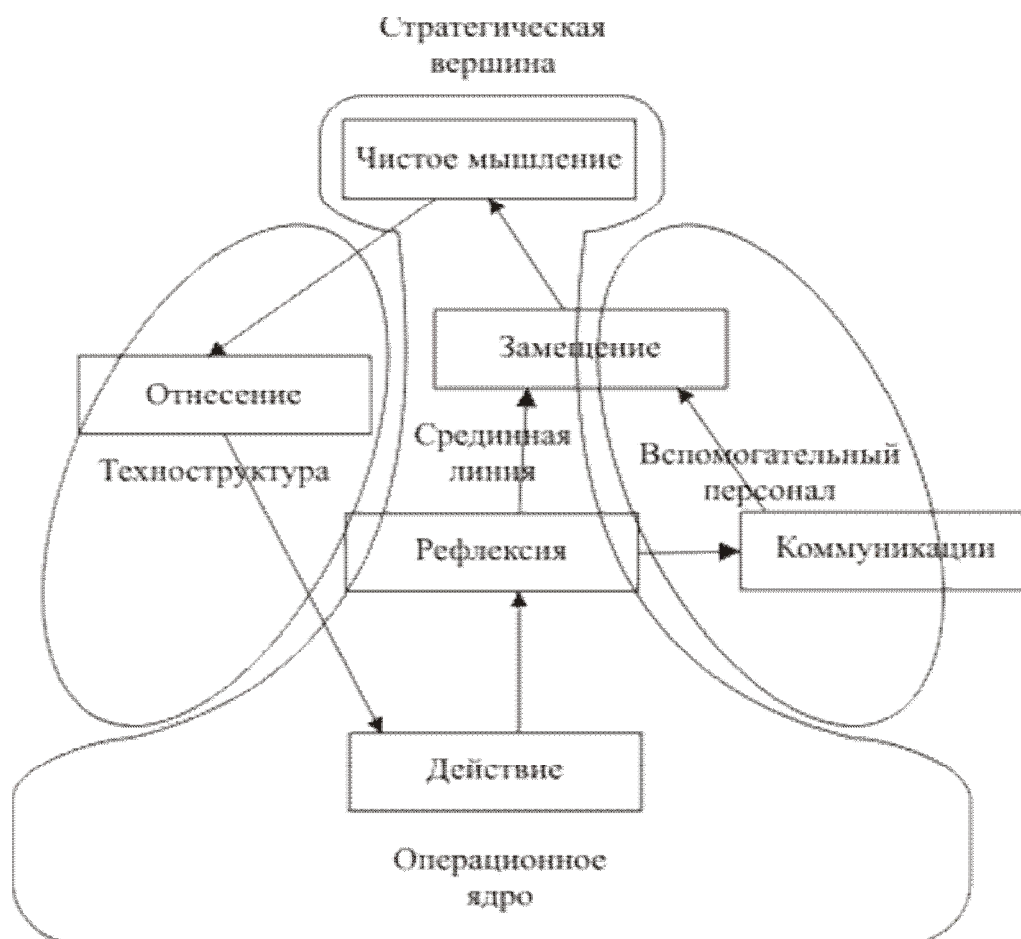 Стратегическая
вершина
Чистое мышление
Замещение
Отнесение
Срединная
линия
Техноструктура
Вспомогательный
персонал
Рефлексия
Коммуникации
Действие
Операционное
ядро